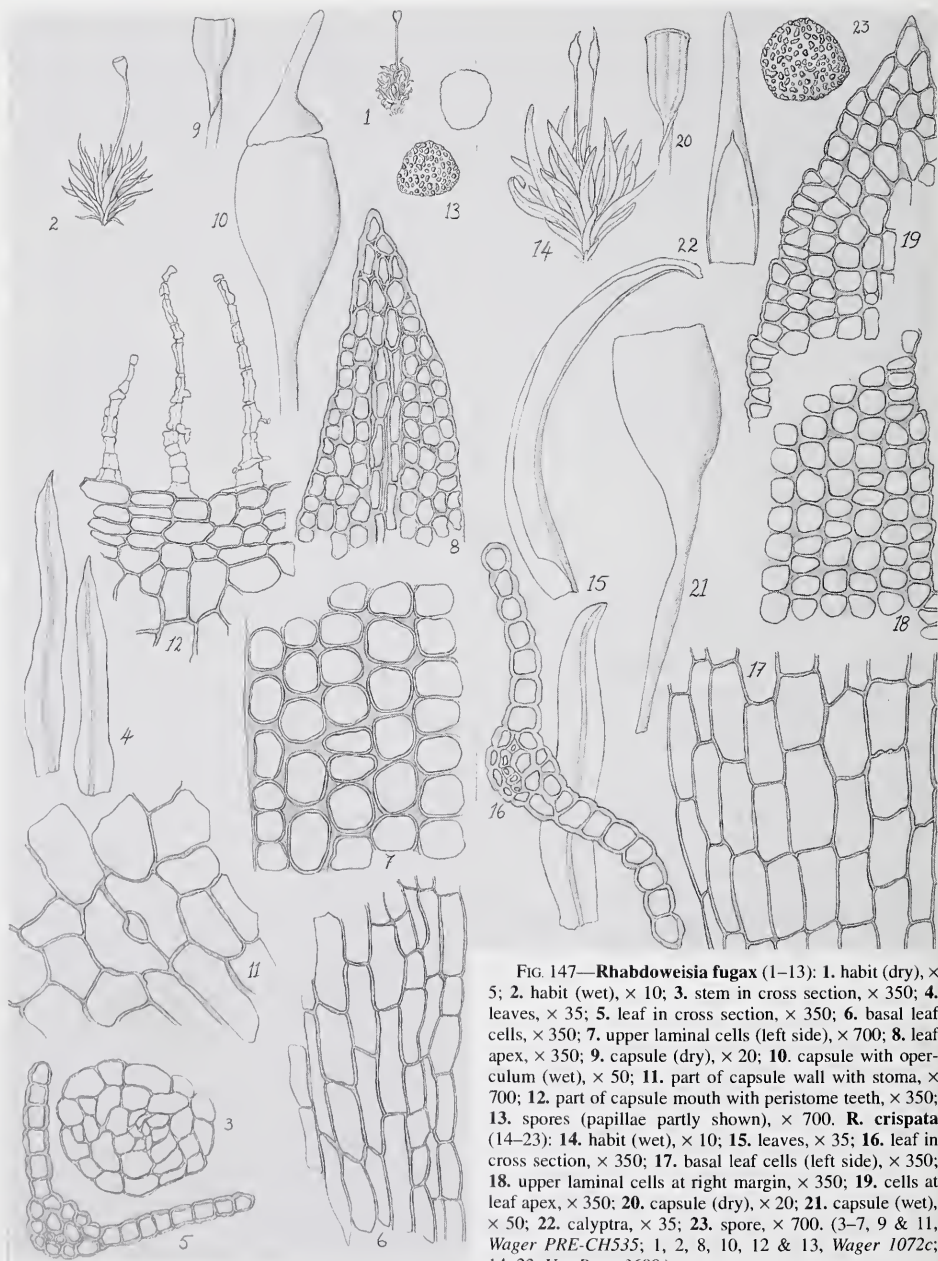 23
9
1
20
2
13
10
14
22
19
8
15
12
4
21
18
17
7
16
11
3
5
6
FIG. 147—Rhabdoweisia fugax (1–13): 1. habit (dry), ×
5; 2. habit (wet), × 10; 3. stem in cross section, × 350; 4.
leaves, × 35; 5. leaf in cross section, × 350; 6. basal leaf
cells, × 350; 7. upper laminal cells (left side), × 700; 8. leaf
apex, × 350; 9. capsule (dry), × 20; 10. capsule with oper-
culum (wet), × 50; 11. part of capsule wall with stoma, ×
700; 12. part of capsule mouth with peristome teeth, × 350;
13. spores (papillae partly shown), × 700. R. crispata
(14–23): 14. habit (wet), × 10; 15. leaves, × 35; 16. leaf in
cross section, × 350; 17. basal leaf cells (left side), × 350;
18. upper laminal cells at right margin, × 350; 19. cells at
leaf apex, × 350; 20. capsule (dry), × 20; 21. capsule (wet),
× 50; 22. calyptra, × 35; 23. spore, × 700. (3–7, 9 & 11,
Wager PRE-CH535; 1, 2, 8, 10, 12 & 13, Wager 1072c;